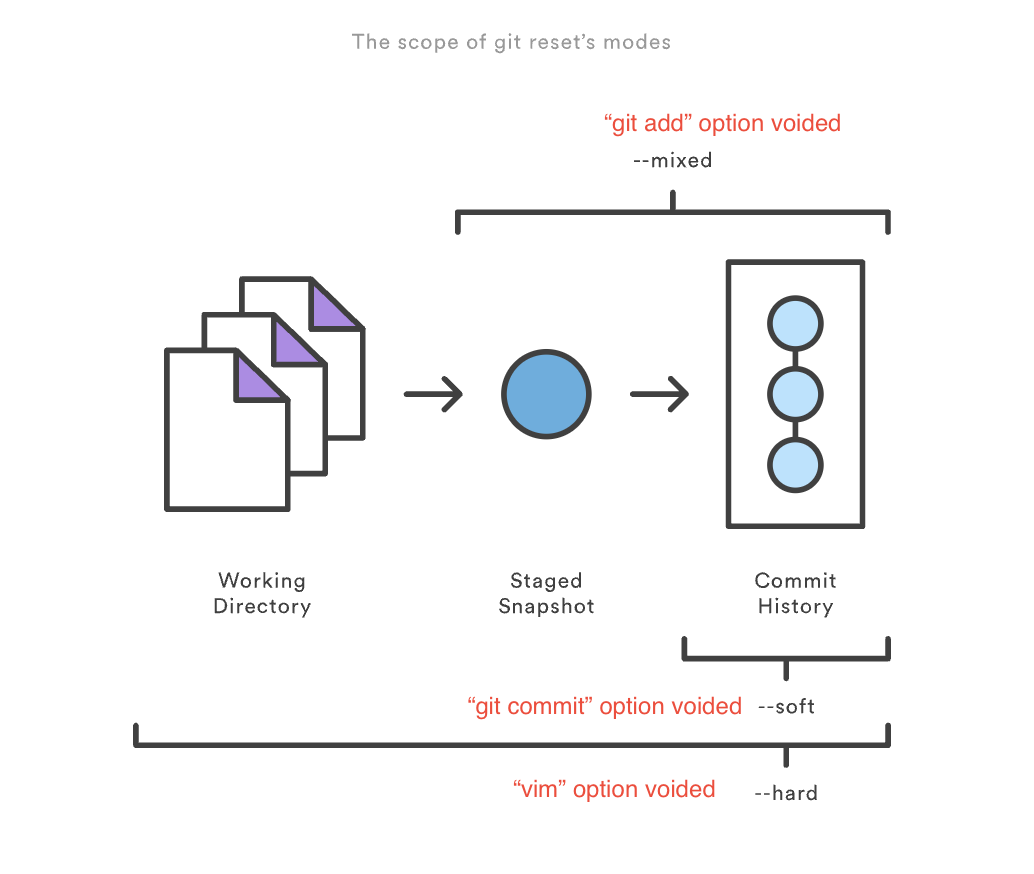 The scope of git reset’s modes
“git add” option voided
--mixed
Working
Directory
Staged
Snapshot
Commit
History
“git commit” option voided --soft
“vim” option voided --hard